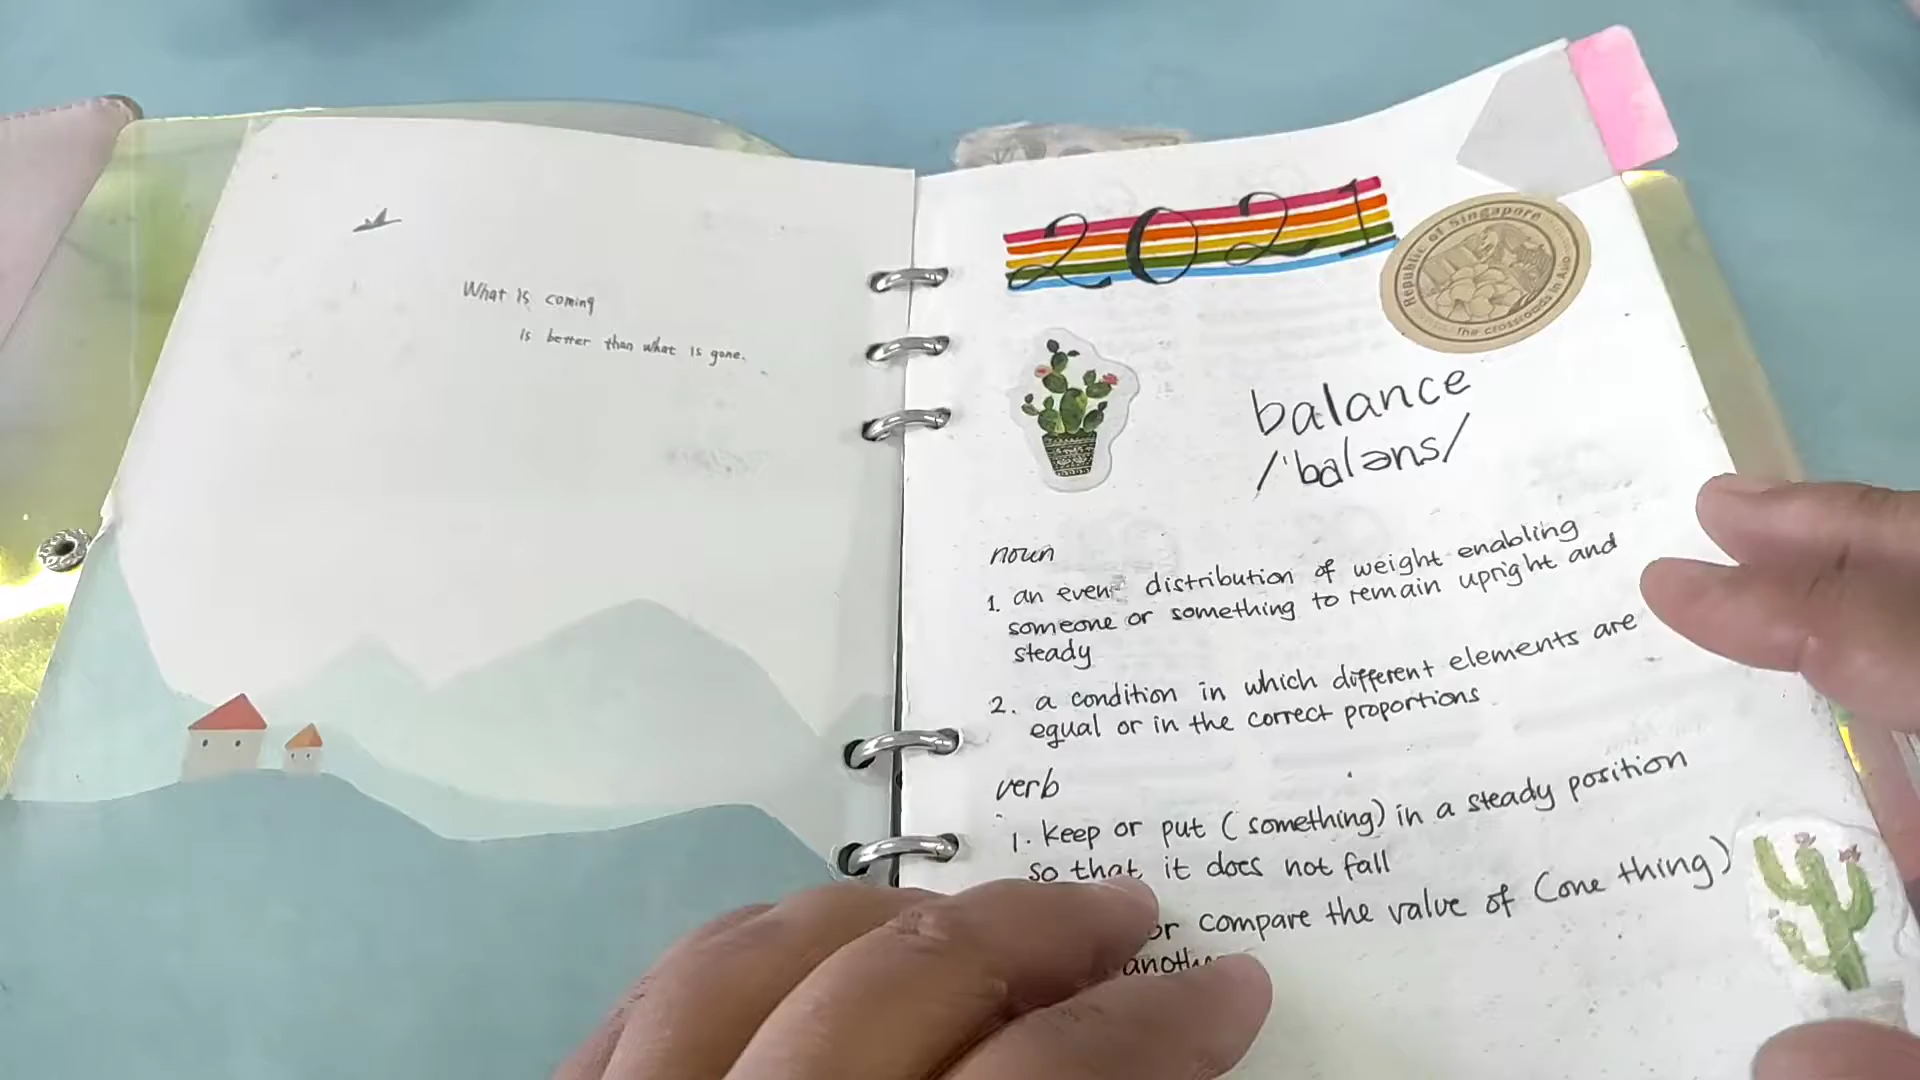 What is coming
is better than what is gone.
2021
Republic of Singapore
The crossroads in
balance
/ˈbaləns/
noun
1. an even distribution of weight enabling
someone or something to remain upright and
steady
2. a condition in which different elements are
equal or in the correct proportions
verb
1. keep or put (something) in a steady position
so that it does not fall
or compare the value of (one thing)